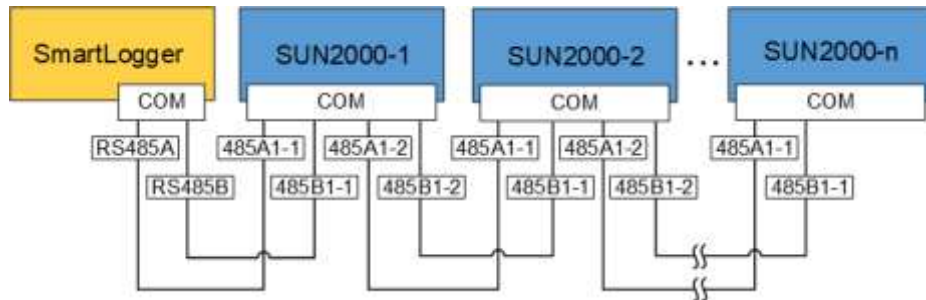 SmartLogger
SUN2000-1
SUN2000-2
...
SUN2000-n
COM
COM
COM
COM
RS485A
485A1-1
485A1-2
485A1-1
485A1-2
485A1-1
RS485B
485B1-1
485B1-2
485B1-1
485B1-2
485B1-1